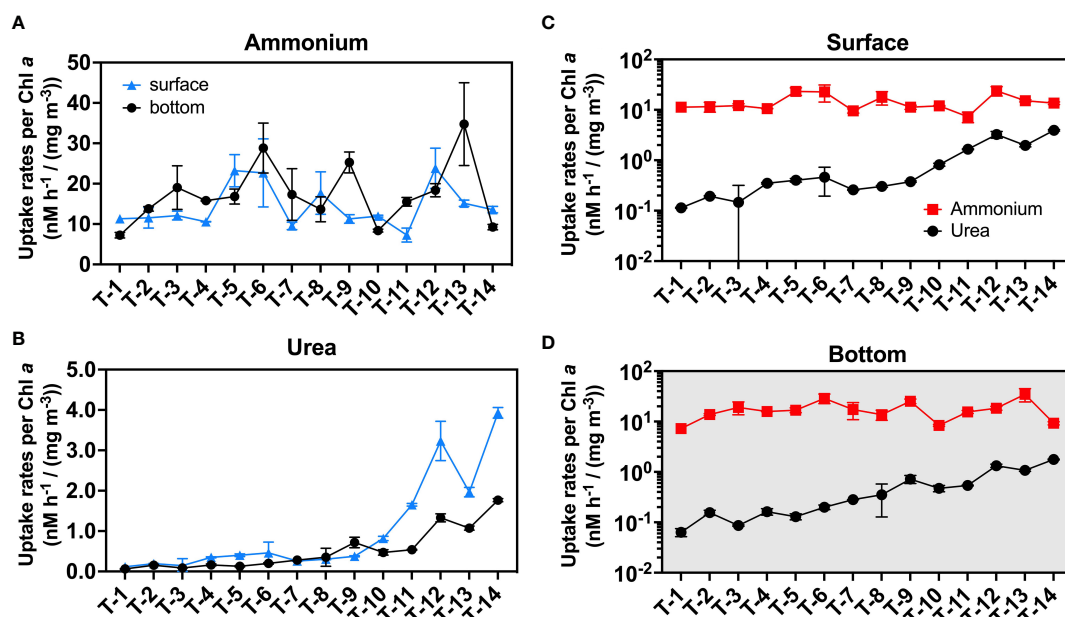 A
Ammonium
Uptake rates per Chl a
(nM h-1 / (mg m-3))
50
40
30
20
10
0
surface
bottom
T-1
T-2
T-3
T-4
T-5
T-6
T-7
T-8
T-9
T-10
T-11
T-12
T-13
T-14
B
Urea
Uptake rates per Chl a
(nM h-1 / (mg m-3))
5.0
4.0
3.0
2.0
1.0
0.0
T-1
T-2
T-3
T-4
T-5
T-6
T-7
T-8
T-9
T-10
T-11
T-12
T-13
T-14
C
Surface
Uptake rates per Chl a
(nM h-1 / (mg m-3))
10²
10¹
10⁰
10⁻¹
10⁻²
Ammonium
Urea
T-1
T-2
T-3
T-4
T-5
T-6
T-7
T-8
T-9
T-10
T-11
T-12
T-13
T-14
D
Bottom
Uptake rates per Chl a
(nM h-1 / (mg m-3))
10²
10¹
10⁰
10⁻¹
10⁻²
T-1
T-2
T-3
T-4
T-5
T-6
T-7
T-8
T-9
T-10
T-11
T-12
T-13
T-14